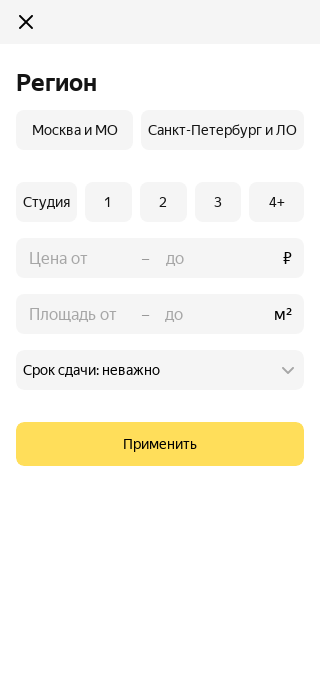 Регион
Москва и МО Санкт-Петербург и ЛО
Студия 1 2 3 4+
Цена от – до ₽
Площадь от – до м²
Срок сдачи: неважно
Применить